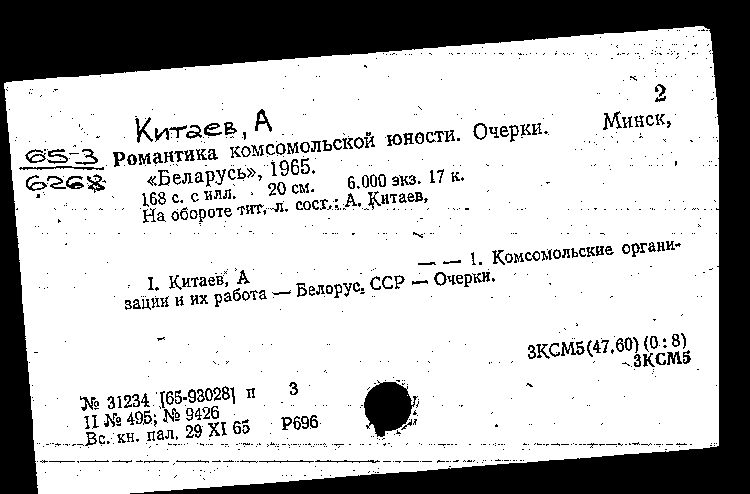 2
Китаев, А
65-3
6268
Романтика комсомольской юности. Очерки. Минск,
«Беларусь», 1965.
168 с. с илл. 20 см. 6.000 экз. 17 к.
На обороте тит. л. сост.: А. Китаев,
I. Китаев, А — — 1. Комсомольские органи-
зации и их работа — Белорус. ССР — Очерки.
3КСМ5(47.60)(0:8)
3КСМ5
№ 31234 [65-93028] п 3
II № 495; № 9426
Вс. кн. пал. 29 XI 65 Р696